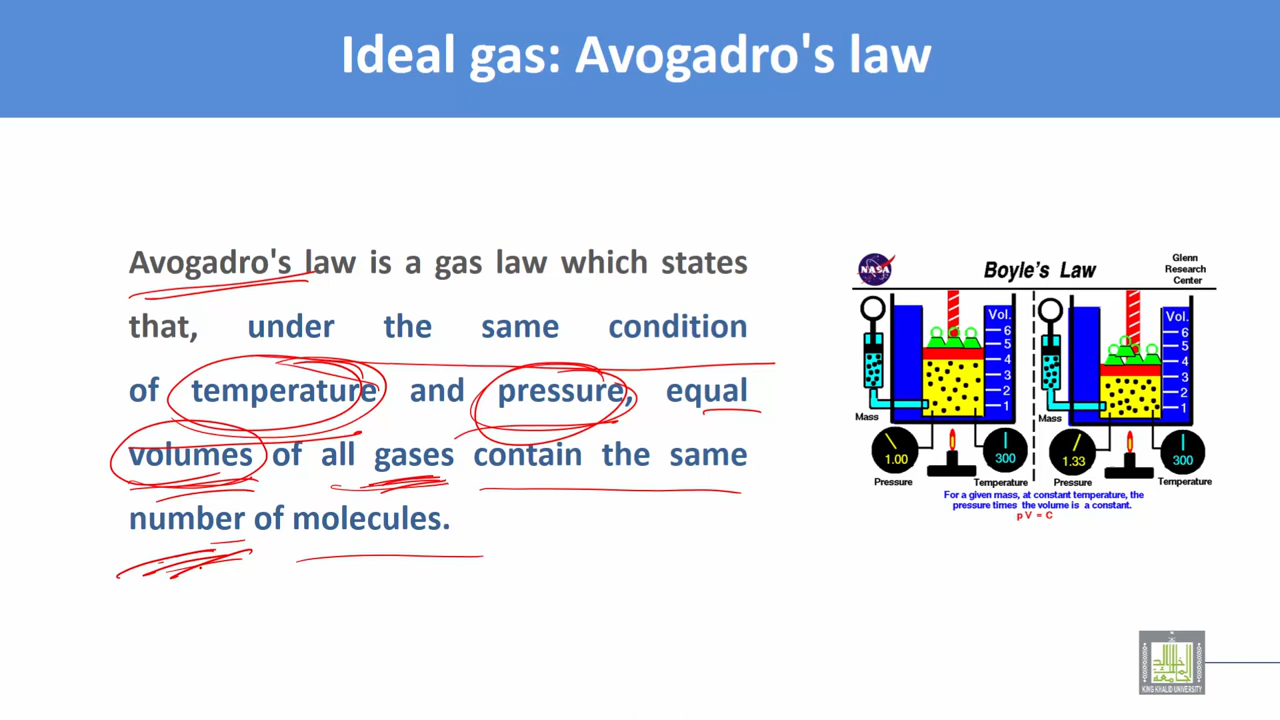 Ideal gas: Avogadro's law
Avogadro's law is a gas law which states
that, under the same condition
of temperature and pressure, equal
volumes of all gases contain the same
number of molecules.
NASA
Boyle's Law
Glenn
Research
Center
Vol.
6
5
4
3
2
1
Mass
1.00
Pressure
300
Temperature
Vol.
6
5
4
3
2
1
Mass
1.33
Pressure
300
Temperature
For a given mass, at constant temperature, the
pressure times the volume is a constant.
p V = C
KING KHALID UNIVERSITY